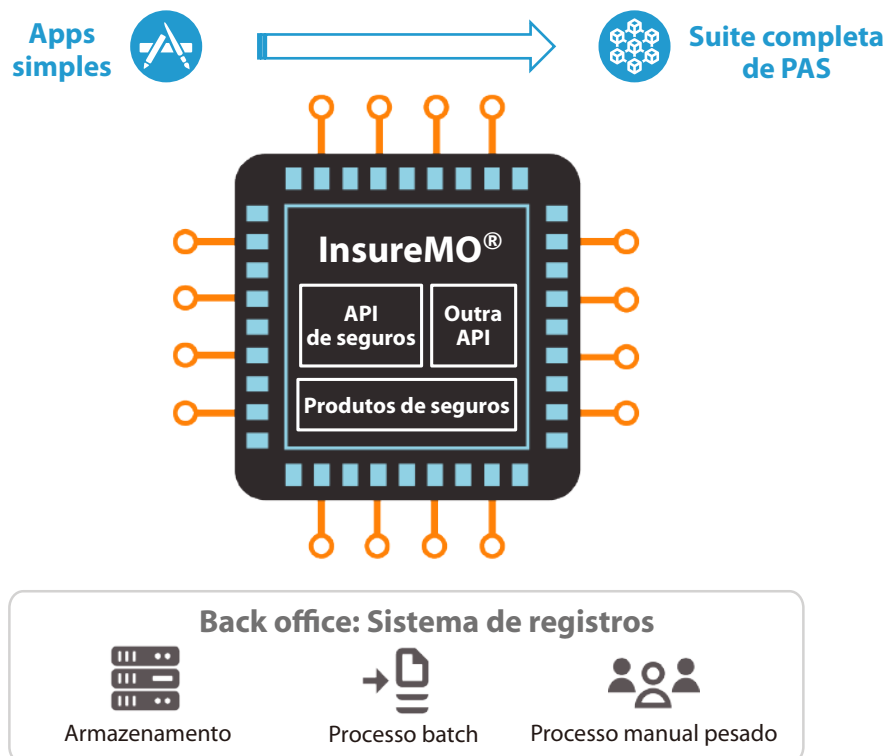 Apps
simples
Suite completa
de PAS
InsureMO®
API
de seguros
Outra
API
Produtos de seguros
Back office: Sistema de registros
Armazenamento
Processo batch
Processo manual pesado